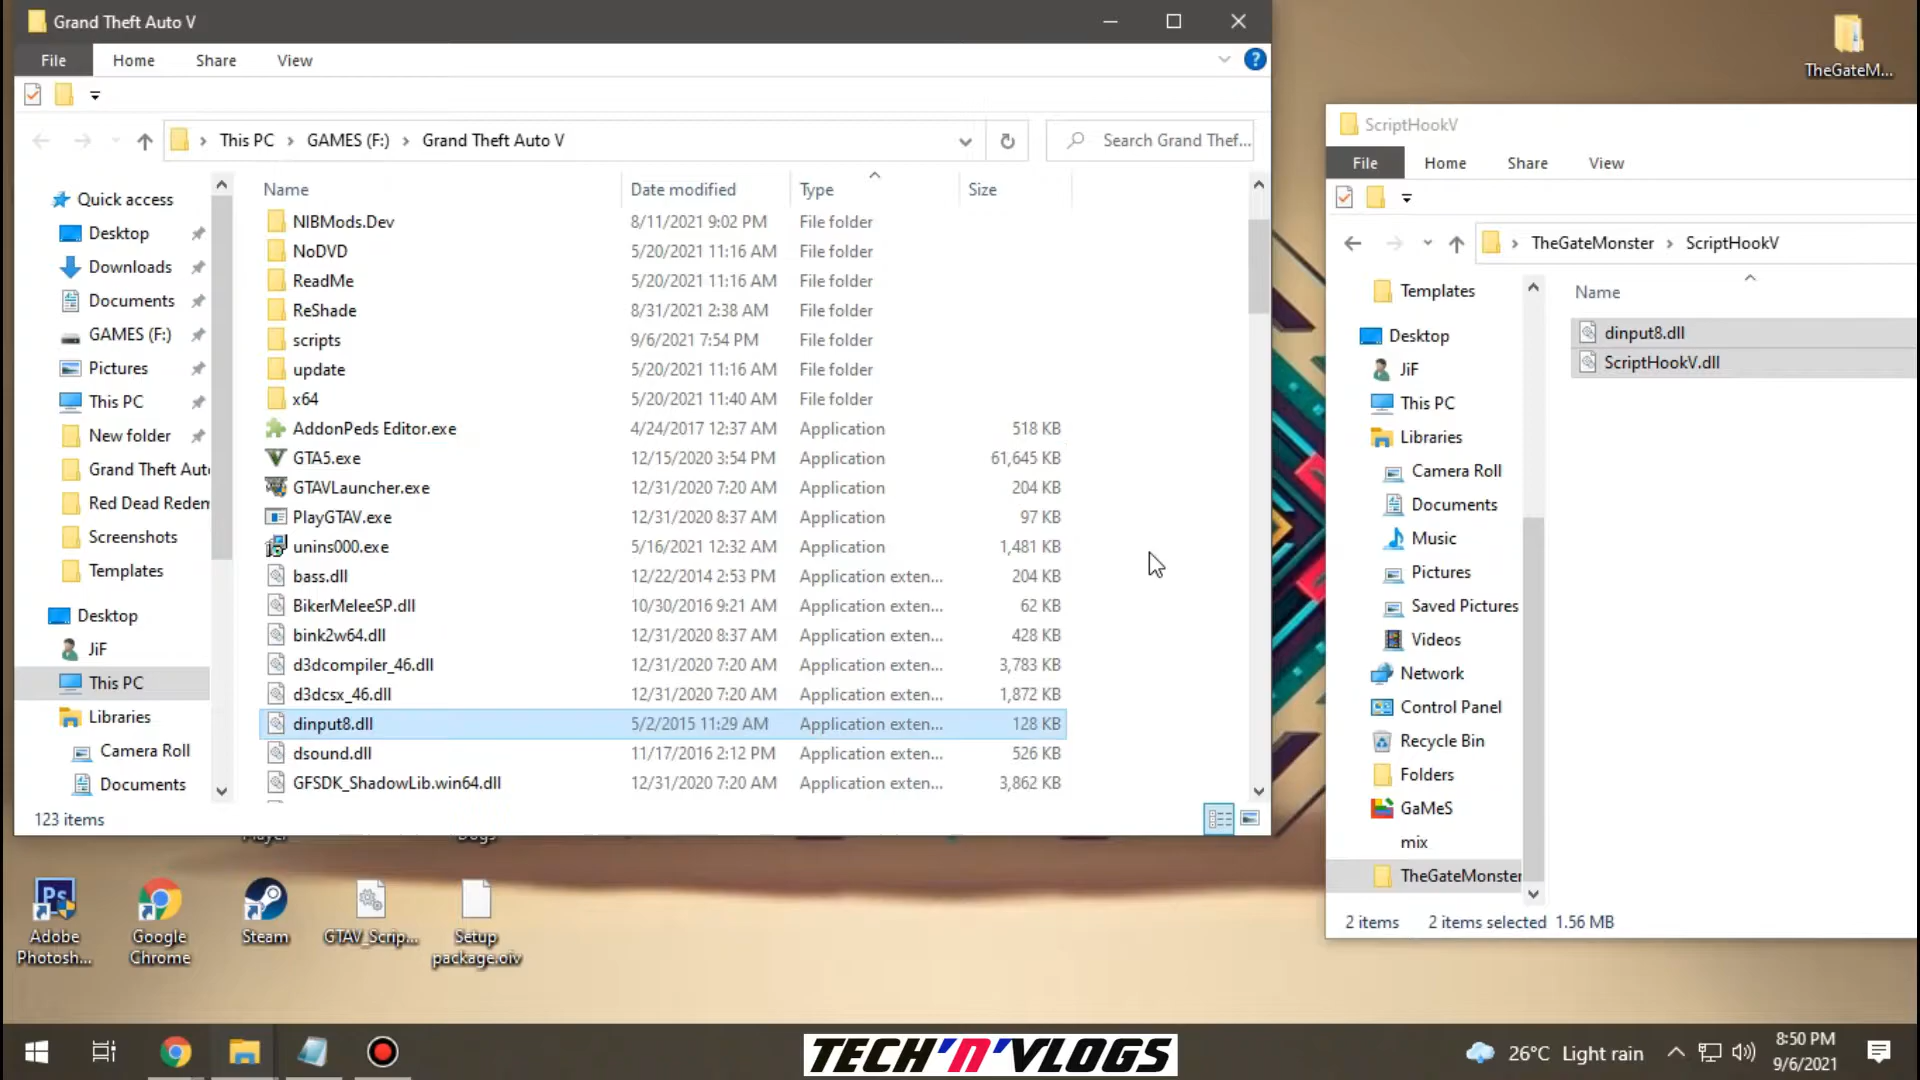 Grand Theft Auto V
File Home Share View
This PC > GAMES (F:) > Grand Theft Auto V
Search Grand Thef...
Quick access
Desktop
Downloads
Documents
GAMES (F:)
Pictures
This PC
New folder
Grand Theft Aut
Red Dead Reden
Screenshots
Templates
Desktop
JiF
This PC
Libraries
Camera Roll
Documents
Name Date modified Type Size
NIBMods.Dev 8/11/2021 9:02 PM File folder
NoDVD 5/20/2021 11:16 AM File folder
ReadMe 5/20/2021 11:16 AM File folder
ReShade 8/31/2021 2:38 AM File folder
scripts 9/6/2021 7:54 PM File folder
update 5/20/2021 11:16 AM File folder
x64 5/20/2021 11:40 AM File folder
AddonPeds Editor.exe 4/24/2017 12:37 AM Application 518 KB
GTA5.exe 12/15/2020 3:54 PM Application 61,645 KB
GTAVLauncher.exe 12/31/2020 7:20 AM Application 204 KB
PlayGTAV.exe 12/31/2020 8:37 AM Application 97 KB
unins000.exe 5/16/2021 12:32 AM Application 1,481 KB
bass.dll 12/22/2014 2:53 PM Application exten... 204 KB
BikerMeleeSP.dll 10/30/2016 9:21 AM Application exten... 62 KB
bink2w64.dll 12/31/2020 8:37 AM Application exten... 428 KB
d3dcompiler_46.dll 12/31/2020 7:20 AM Application exten... 3,783 KB
d3dcsx_46.dll 12/31/2020 7:20 AM Application exten... 1,872 KB
dinput8.dll 5/2/2015 11:29 AM Application exten... 128 KB
dsound.dll 11/17/2016 2:12 PM Application exten... 526 KB
GFSDK_ShadowLib.win64.dll 12/31/2020 7:20 AM Application exten... 3,862 KB
123 items
TheGateM...
ScriptHookV
File Home Share View
TheGateMonster > ScriptHookV
Templates
Desktop
JiF
This PC
Libraries
Camera Roll
Documents
Music
Pictures
Saved Pictures
Videos
Network
Control Panel
Recycle Bin
Folders
GaMeS
mix
TheGateMonster
Name
dinput8.dll
ScriptHookV.dll
2 items 2 items selected 1.56 MB
Adobe
Photosh...
Google
Chrome
Steam
GTAV_Scrip...
Setup
package.oiv
TECH'N'VLOGS
26°C Light rain
8:50 PM
9/6/2021